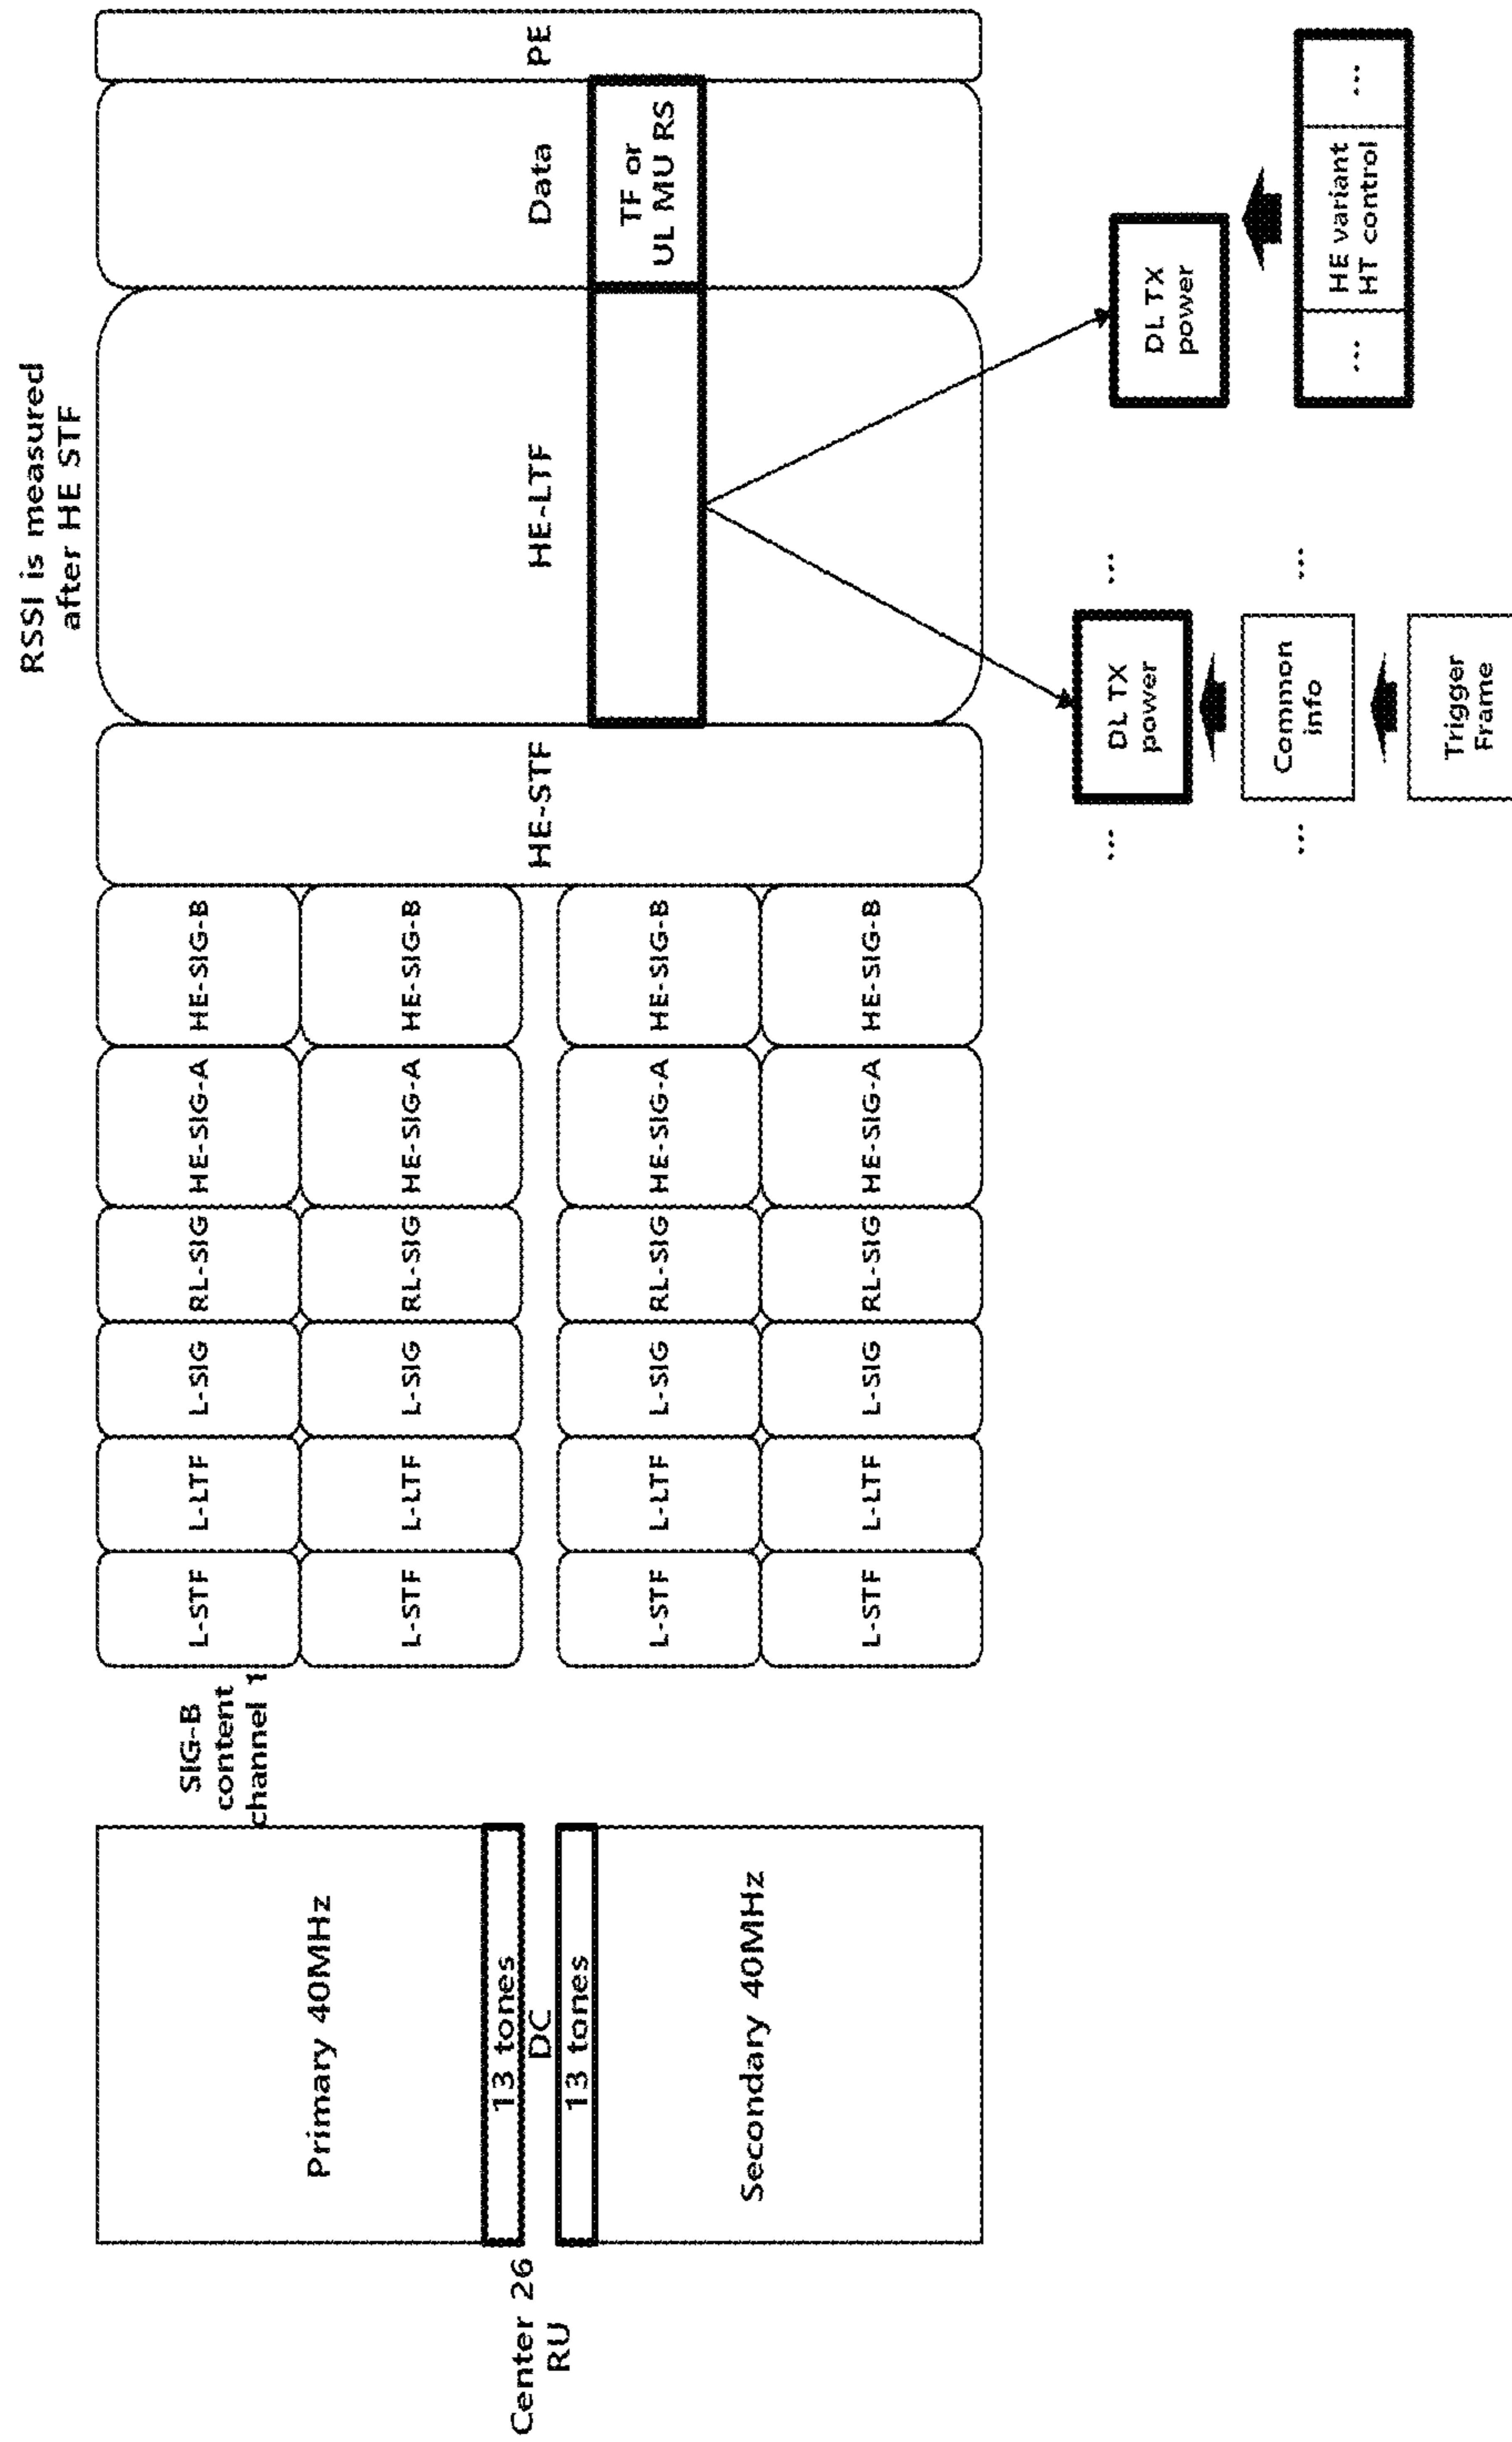 RSSI is measured
after HE STF
Primary 40MHz
13 tones
DC
13 tones
Secondary 40MHz
Center 26
RU
SIG-B
content
channel 1
L-STF
L-LTF
L-SIG
RL-SIG
HE-SIG-A
HE-SIG-B
L-STF
L-LTF
L-SIG
RL-SIG
HE-SIG-A
HE-SIG-B
L-STF
L-LTF
L-SIG
RL-SIG
HE-SIG-A
HE-SIG-B
L-STF
L-LTF
L-SIG
RL-SIG
HE-SIG-A
HE-SIG-B
HE-STF
HE-LTF
Data
PE
TF or
UL MU RS
...
DL TX
power
...
DL TX
power
...
Common
info
...
...
HE variant
HT control
...
Trigger
Frame